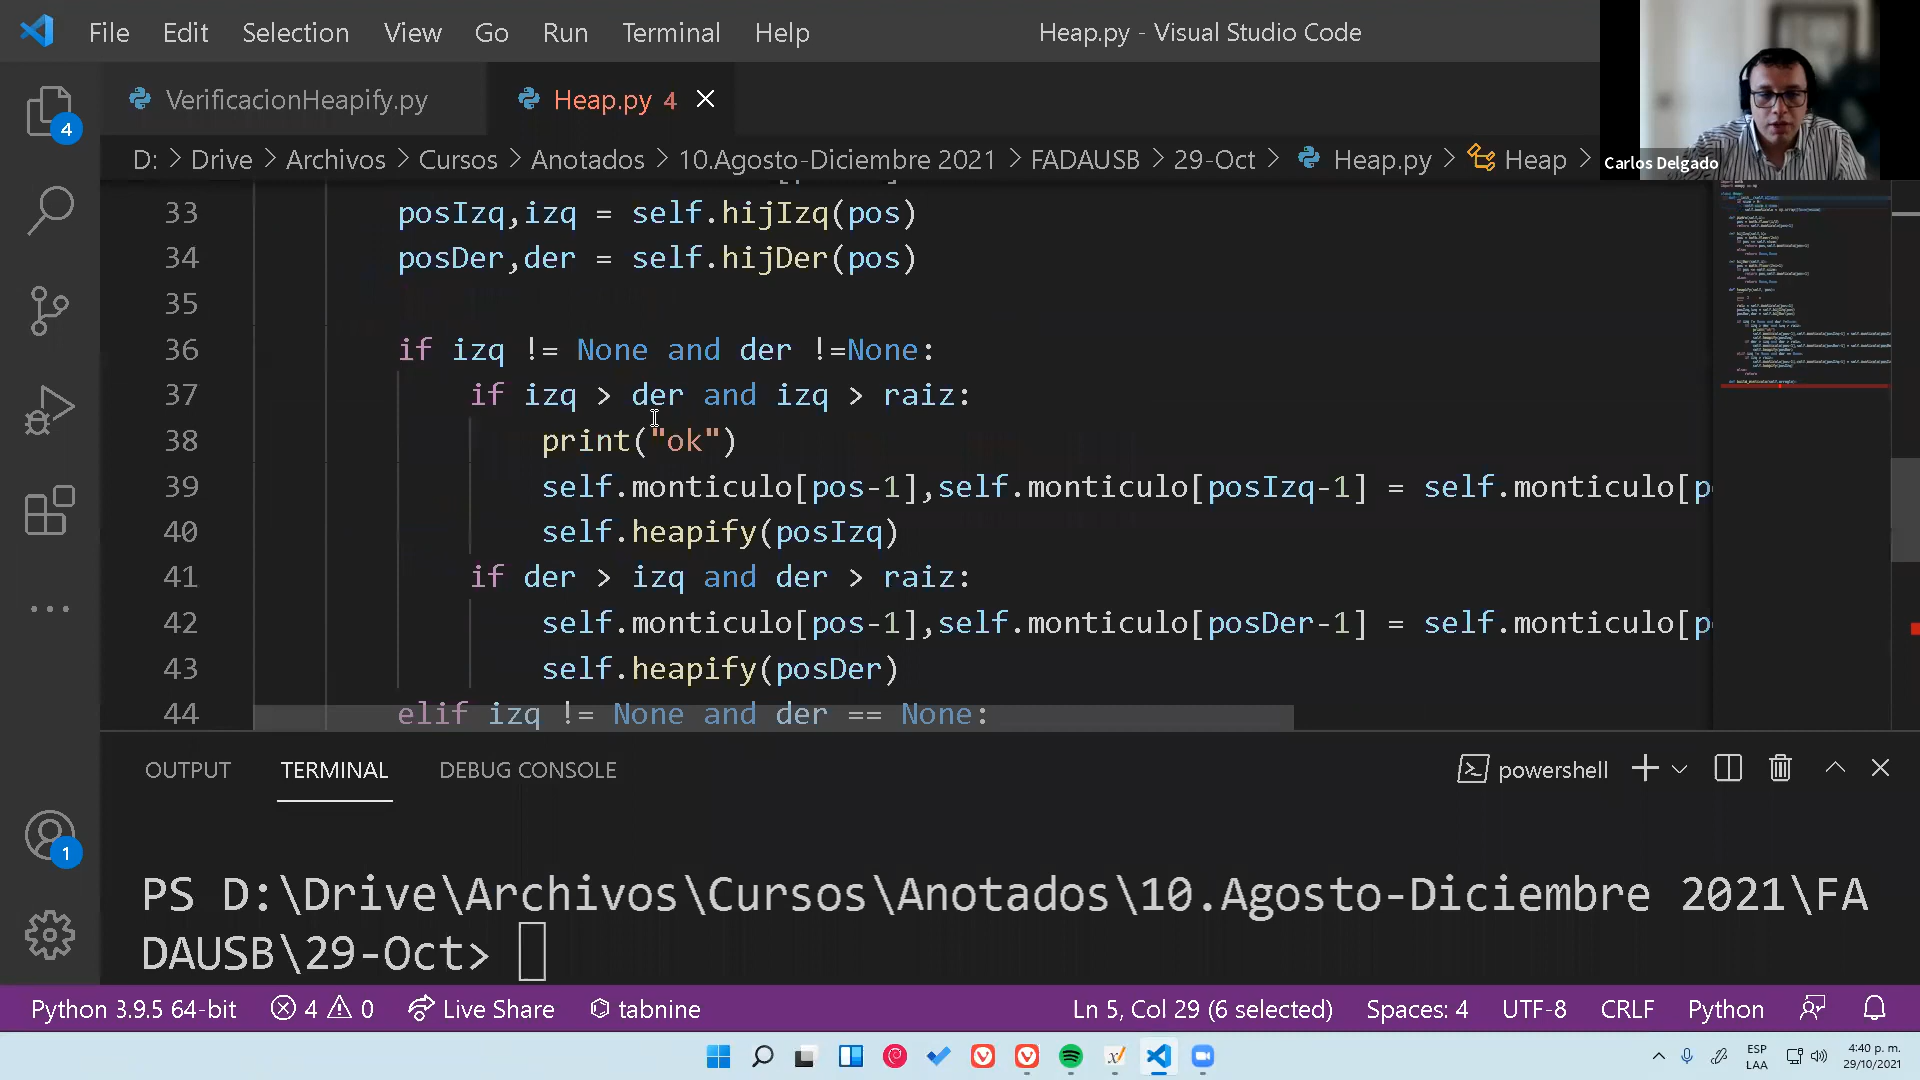 File Edit Selection View Go Run Terminal Help
Heap.py - Visual Studio Code
VerificacionHeapify.py
Heap.py 4
D: > Drive > Archivos > Cursos > Anotados > 10.Agosto-Diciembre 2021 > FADAUSB > 29-Oct > Heap.py > Heap >
Carlos Delgado
4
33 posIzq,izq = self.hijIzq(pos)
34 posDer,der = self.hijDer(pos)
35
36 if izq != None and der !=None:
37 if izq > der and izq > raiz:
38 print("ok")
39 self.monticulo[pos-1],self.monticulo[posIzq-1] = self.monticulo[p
40 self.heapify(posIzq)
41 if der > izq and der > raiz:
42 self.monticulo[pos-1],self.monticulo[posDer-1] = self.monticulo[p
43 self.heapify(posDer)
44 elif izq != None and der == None:
OUTPUT TERMINAL DEBUG CONSOLE
powershell
PS D:\Drive\Archivos\Cursos\Anotados\10.Agosto-Diciembre 2021\FA
DAUSB\29-Oct>
1
Python 3.9.5 64-bit 4 0 Live Share tabnine
Ln 5, Col 29 (6 selected) Spaces: 4 UTF-8 CRLF Python
ESP
LAA
4:40 p. m.
29/10/2021